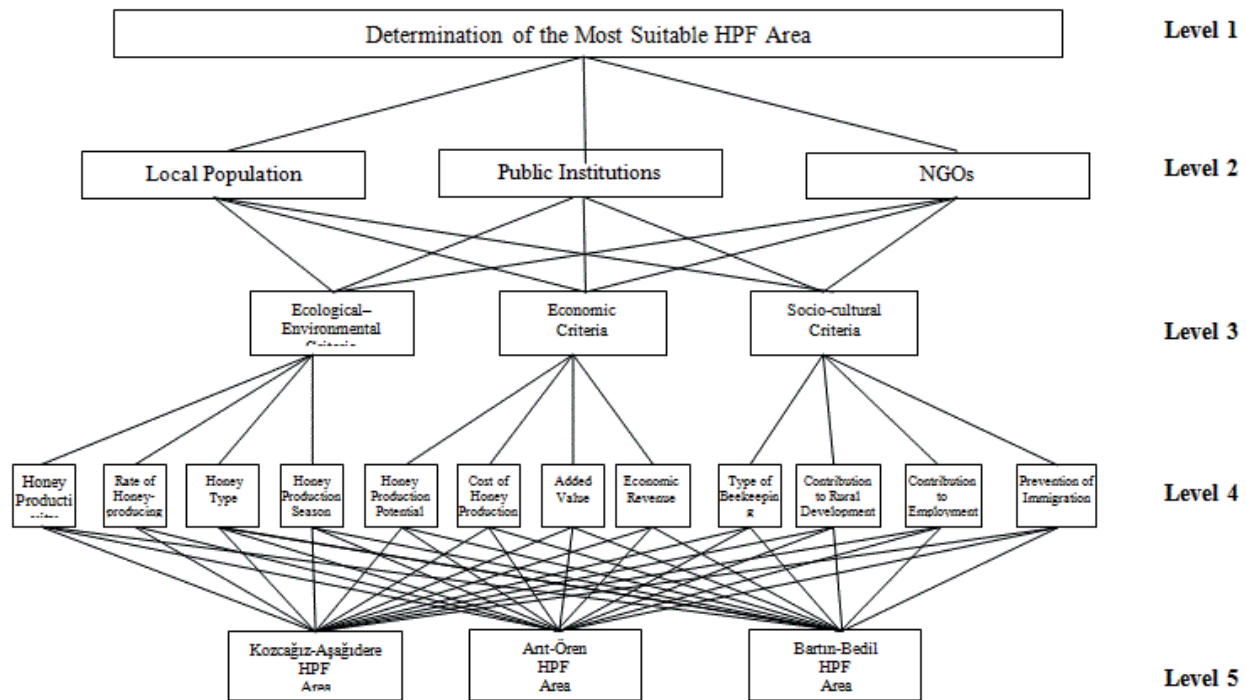 Determination of the Most Suitable HPF Area
Level 1
Local Population
Public Institutions
NGOs
Level 2
Ecological–
Environmental
Criteria
Economic
Criteria
Socio-cultural
Criteria
Level 3
Honey
Producti
Rate of
Honey-
producing
Honey
Type
Honey
Production
Season
Honey
Production
Potential
Cost of
Honey
Production
Added
Value
Economic
Revenue
Type of
Beekeepin
g
Contribution
to Rural
Development
Contribution
to
Employment
Prevention of
Immigration
Level 4
Kozcağız-Aşağıdere
HPF
Area
Arıt-Ören
HPF
Area
Bartın-Bedil
HPF
Area
Level 5